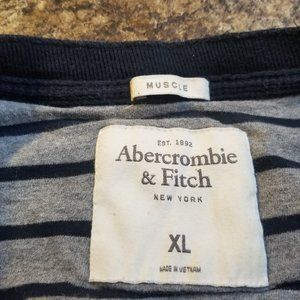 MUSCLE
EST. 1892
Abercrombie
& Fitch
NEW YORK
XL
MADE IN VIETNAM